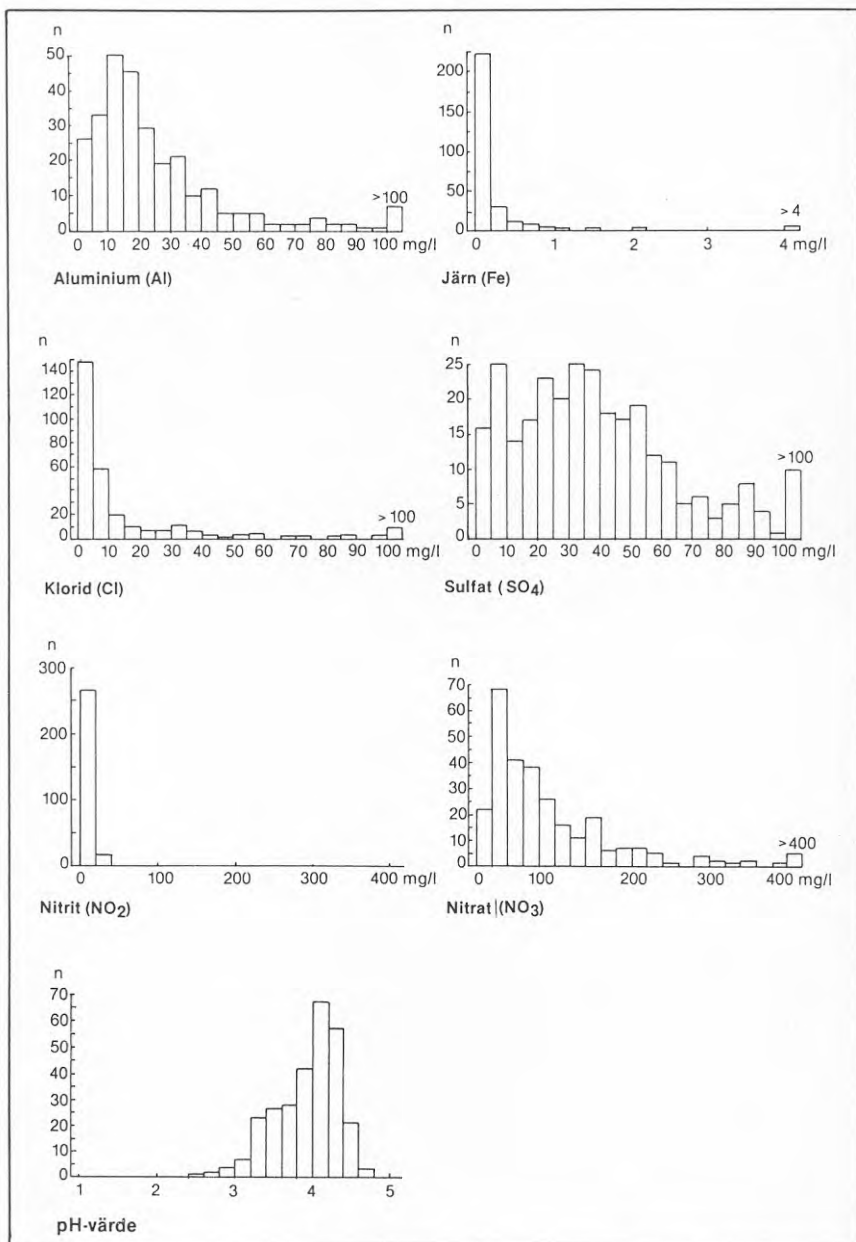 n
50
40
30
20
10
0
>100
0 10 20 30 40 50 60 70 80 90 100 mg/l
Aluminium (Al)
n
200
150
100
50
0
>4
0 1 2 3 4 mg/l
Järn (Fe)
n
140
120
100
80
60
40
20
0
>100
0 10 20 30 40 50 60 70 80 90 100 mg/l
Klorid (Cl)
n
25
20
15
10
5
0
>100
0 10 20 30 40 50 60 70 80 90 100 mg/l
Sulfat (SO4)
n
300
200
100
0
0 100 200 300 400 mg/l
Nitrit (NO2)
n
70
60
50
40
30
20
10
0
>400
0 100 200 300 400 mg/l
Nitrat (NO3)
n
70
60
50
40
30
20
10
0
1 2 3 4 5
pH-värde